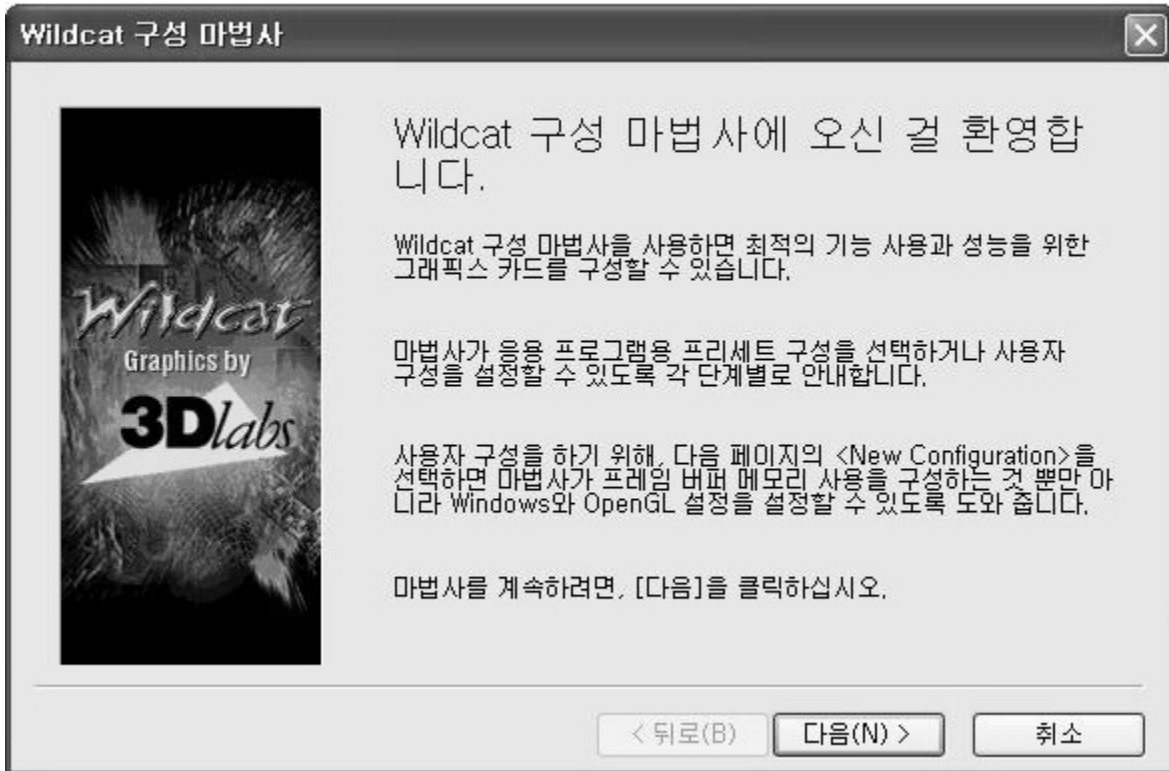 Wildcat 구성 마법사
Wildcat 구성 마법사에 오신 걸 환영합
니다.
Wildcat 구성 마법사를 사용하면 최적의 기능 사용과 성능을 위한
그래픽스 카드를 구성할 수 있습니다.
마법사가 응용 프로그램용 프리세트 구성을 선택하거나 사용자
구성을 설정할 수 있도록 각 단계별로 안내합니다.
사용자 구성을 하기 위해, 다음 페이지의 <New Configuration>을
선택하면 마법사가 프레임 버퍼 메모리 사용을 구성하는 것 뿐만 아
니라 Windows와 OpenGL 설정을 설정할 수 있도록 도와 줍니다.
마법사를 계속하려면, [다음]을 클릭하십시오.
Wildcat
Graphics by
3Dlabs
< 뒤로(B)
다음(N) >
취소